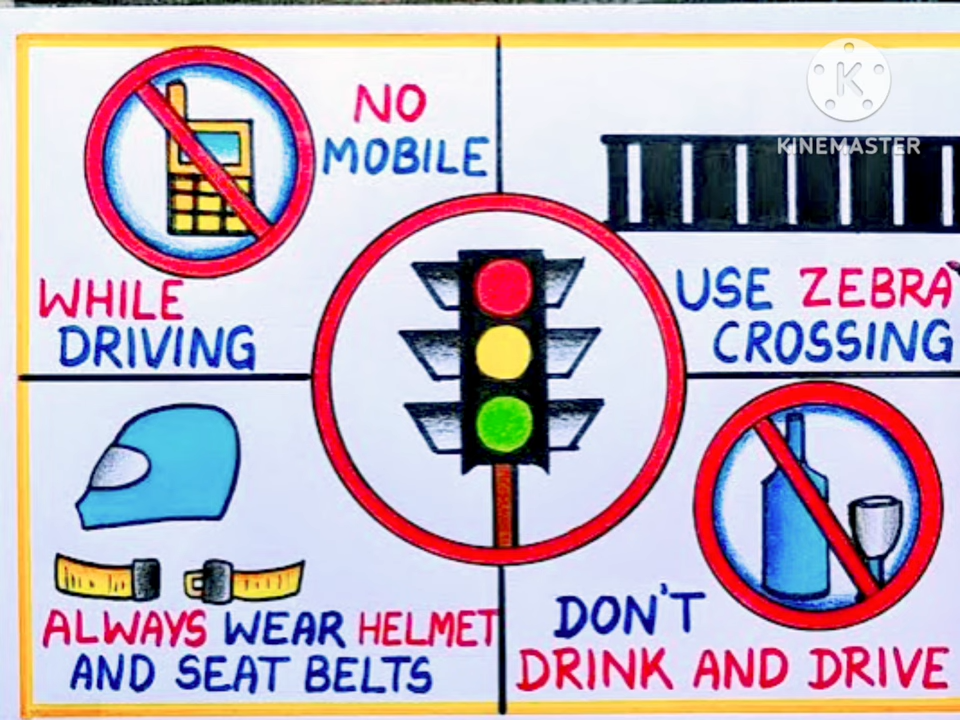 NO
MOBILE
WHILE
DRIVING
K
KINEMASTER
USE ZEBRA
CROSSING
ALWAYS WEAR HELMET
AND SEAT BELTS
DON'T
DRINK AND DRIVE